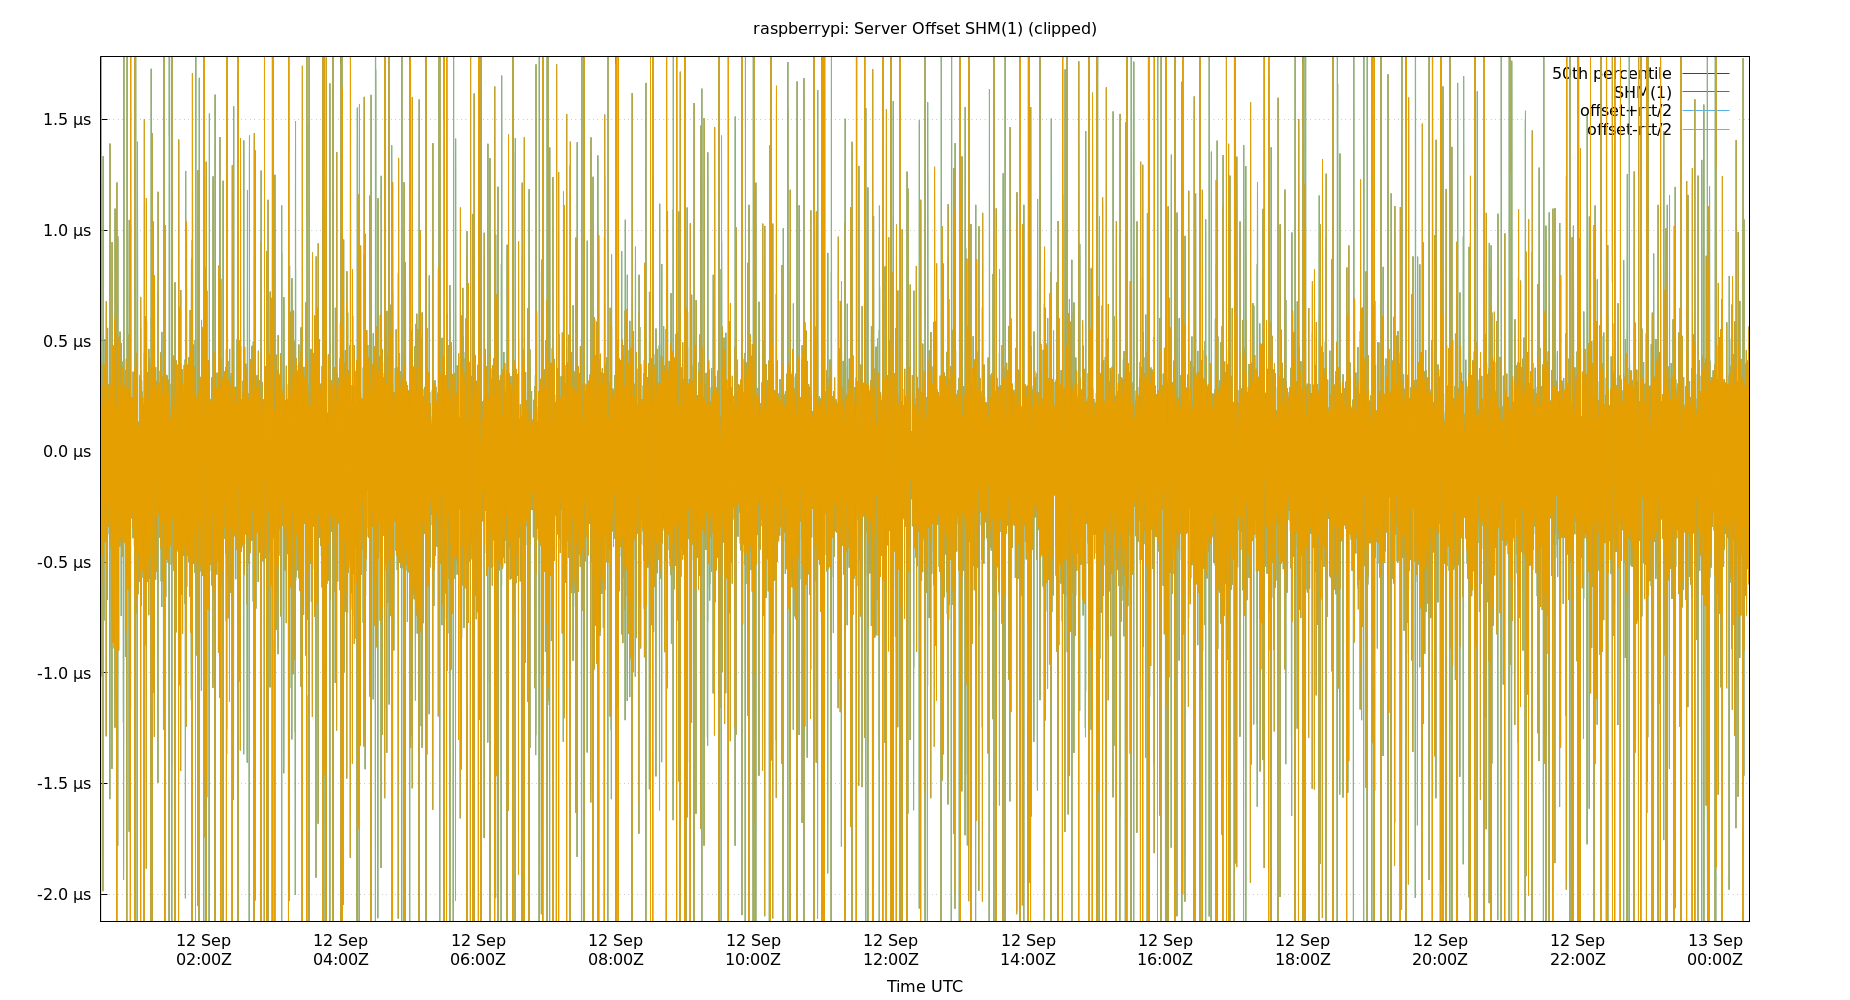 raspberrypi: Server Offset SHM(1) (clipped)
50th percentile
SHM(1)
offset+rtt/2
offset-rtt/2
1.5 µs
1.0 µs
0.5 µs
0.0 µs
-0.5 µs
-1.0 µs
-1.5 µs
-2.0 µs
12 Sep 12 Sep 12 Sep 12 Sep 12 Sep 12 Sep 12 Sep 12 Sep 12 Sep 12 Sep 12 Sep 13 Sep
02:00Z 04:00Z 06:00Z 08:00Z 10:00Z 12:00Z 14:00Z 16:00Z 18:00Z 20:00Z 22:00Z 00:00Z
Time UTC